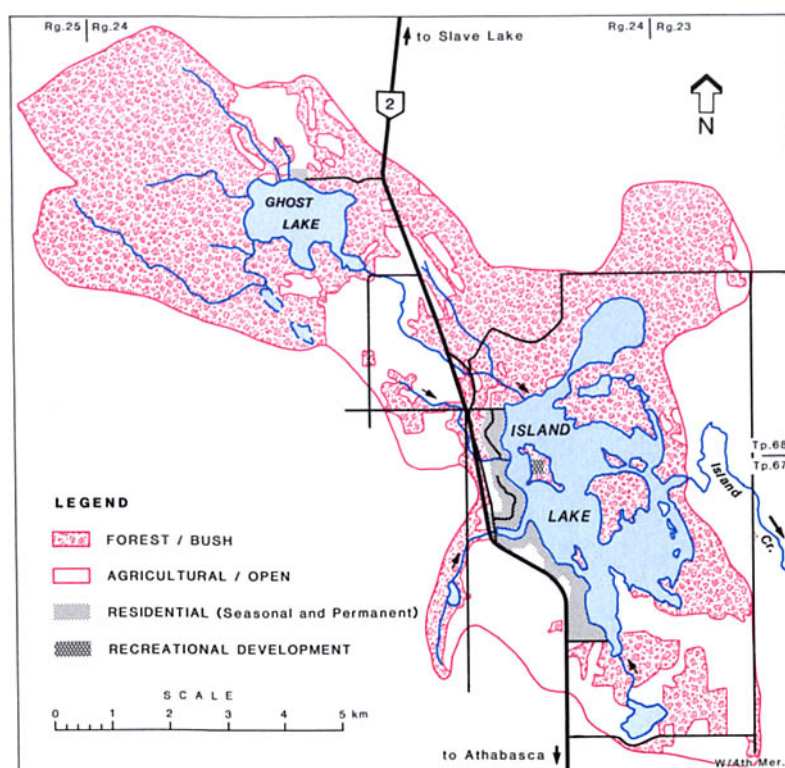 Rg.25 Rg.24
to Slave Lake
Rg.24 Rg.23
2
N
GHOST
LAKE
ISLAND
LAKE
Tp.68
Tp.67
Island
Cr.
LEGEND
FOREST / BUSH
AGRICULTURAL / OPEN
RESIDENTIAL (Seasonal and Permanent)
RECREATIONAL DEVELOPMENT
SCALE
0 1 2 3 4 5 km
to Athabasca
W/4th Mer.